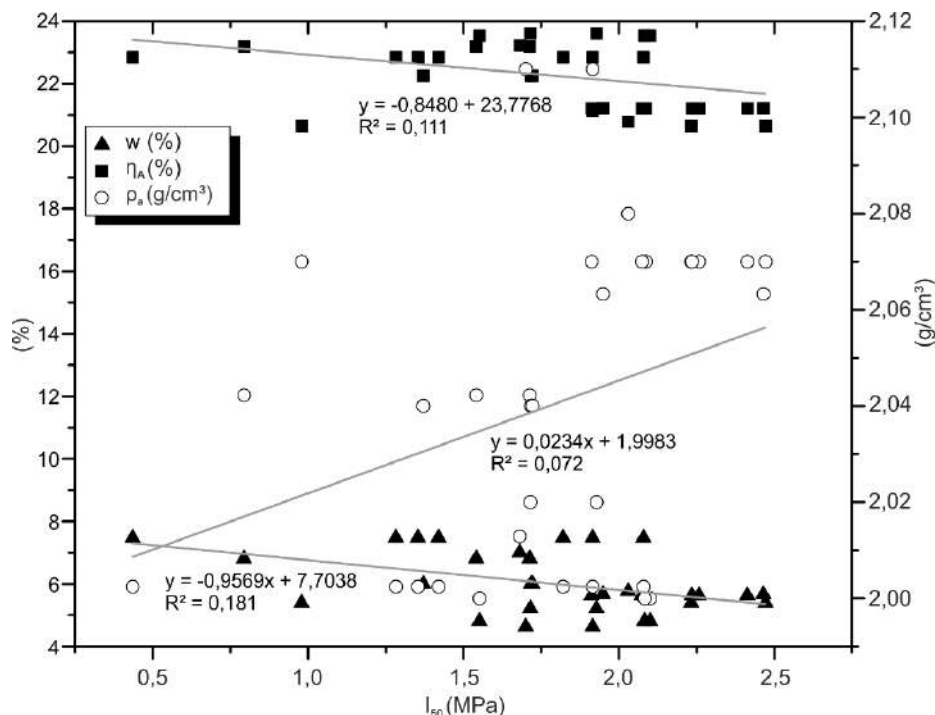 24
22
20
18
16
14
12
10
8
6
4
(%)
2,12
2,10
2,08
2,06
2,04
2,02
2,00
(g/cm³)
y = -0,8480 + 23,7768
R² = 0,111
w (%)
η_A (%)
ρ_a (g/cm³)
y = 0,0234x + 1,9983
R² = 0,072
y = -0,9569x + 7,7038
R² = 0,181
0,5
1,0
1,5
2,0
2,5
I₅₀ (MPa)